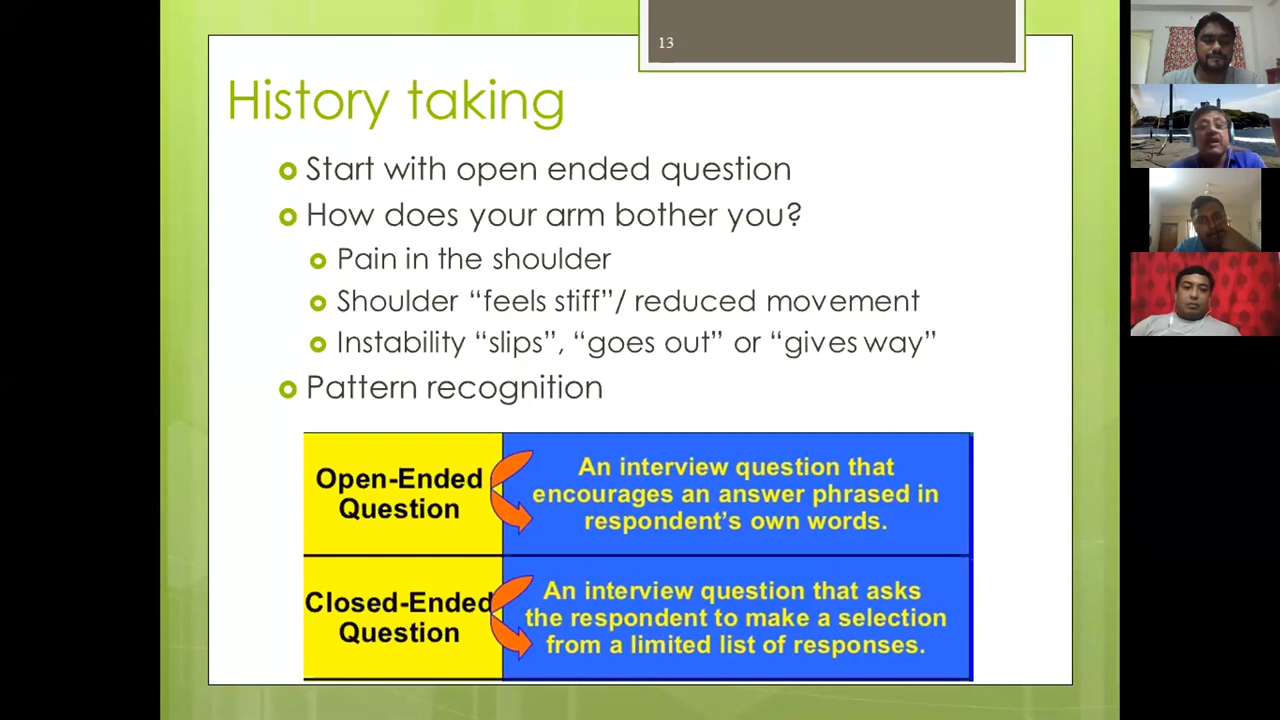 13
History taking
Start with open ended question
How does your arm bother you?
Pain in the shoulder
Shoulder “feels stiff”/ reduced movement
Instability “slips”, “goes out” or “gives way”
Pattern recognition
Open-Ended
Question
An interview question that
encourages an answer phrased in
respondent’s own words.
Closed-Ended
Question
An interview question that asks
the respondent to make a selection
from a limited list of responses.